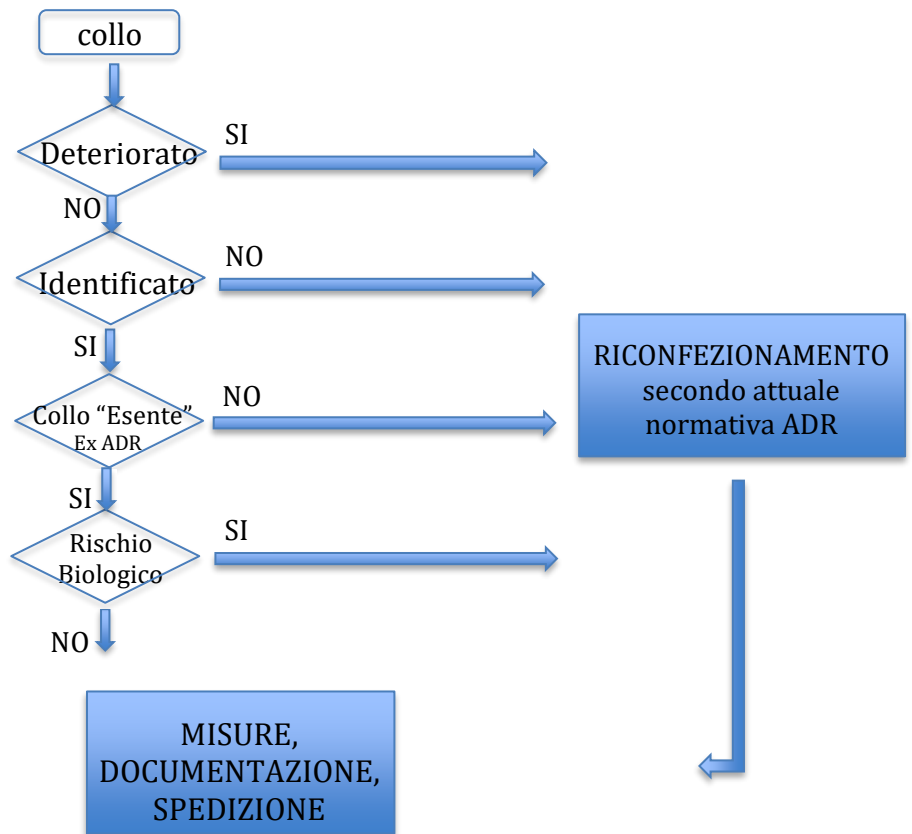 collo
Deteriorato
SI
NO
Identificato
NO
SI
Collo “Esente”
Ex ADR
NO
RICONFEZIONAMENTO
secondo attuale
normativa ADR
SI
Rischio
Biologico
SI
NO
MISURE,
DOCUMENTAZIONE,
SPEDIZIONE